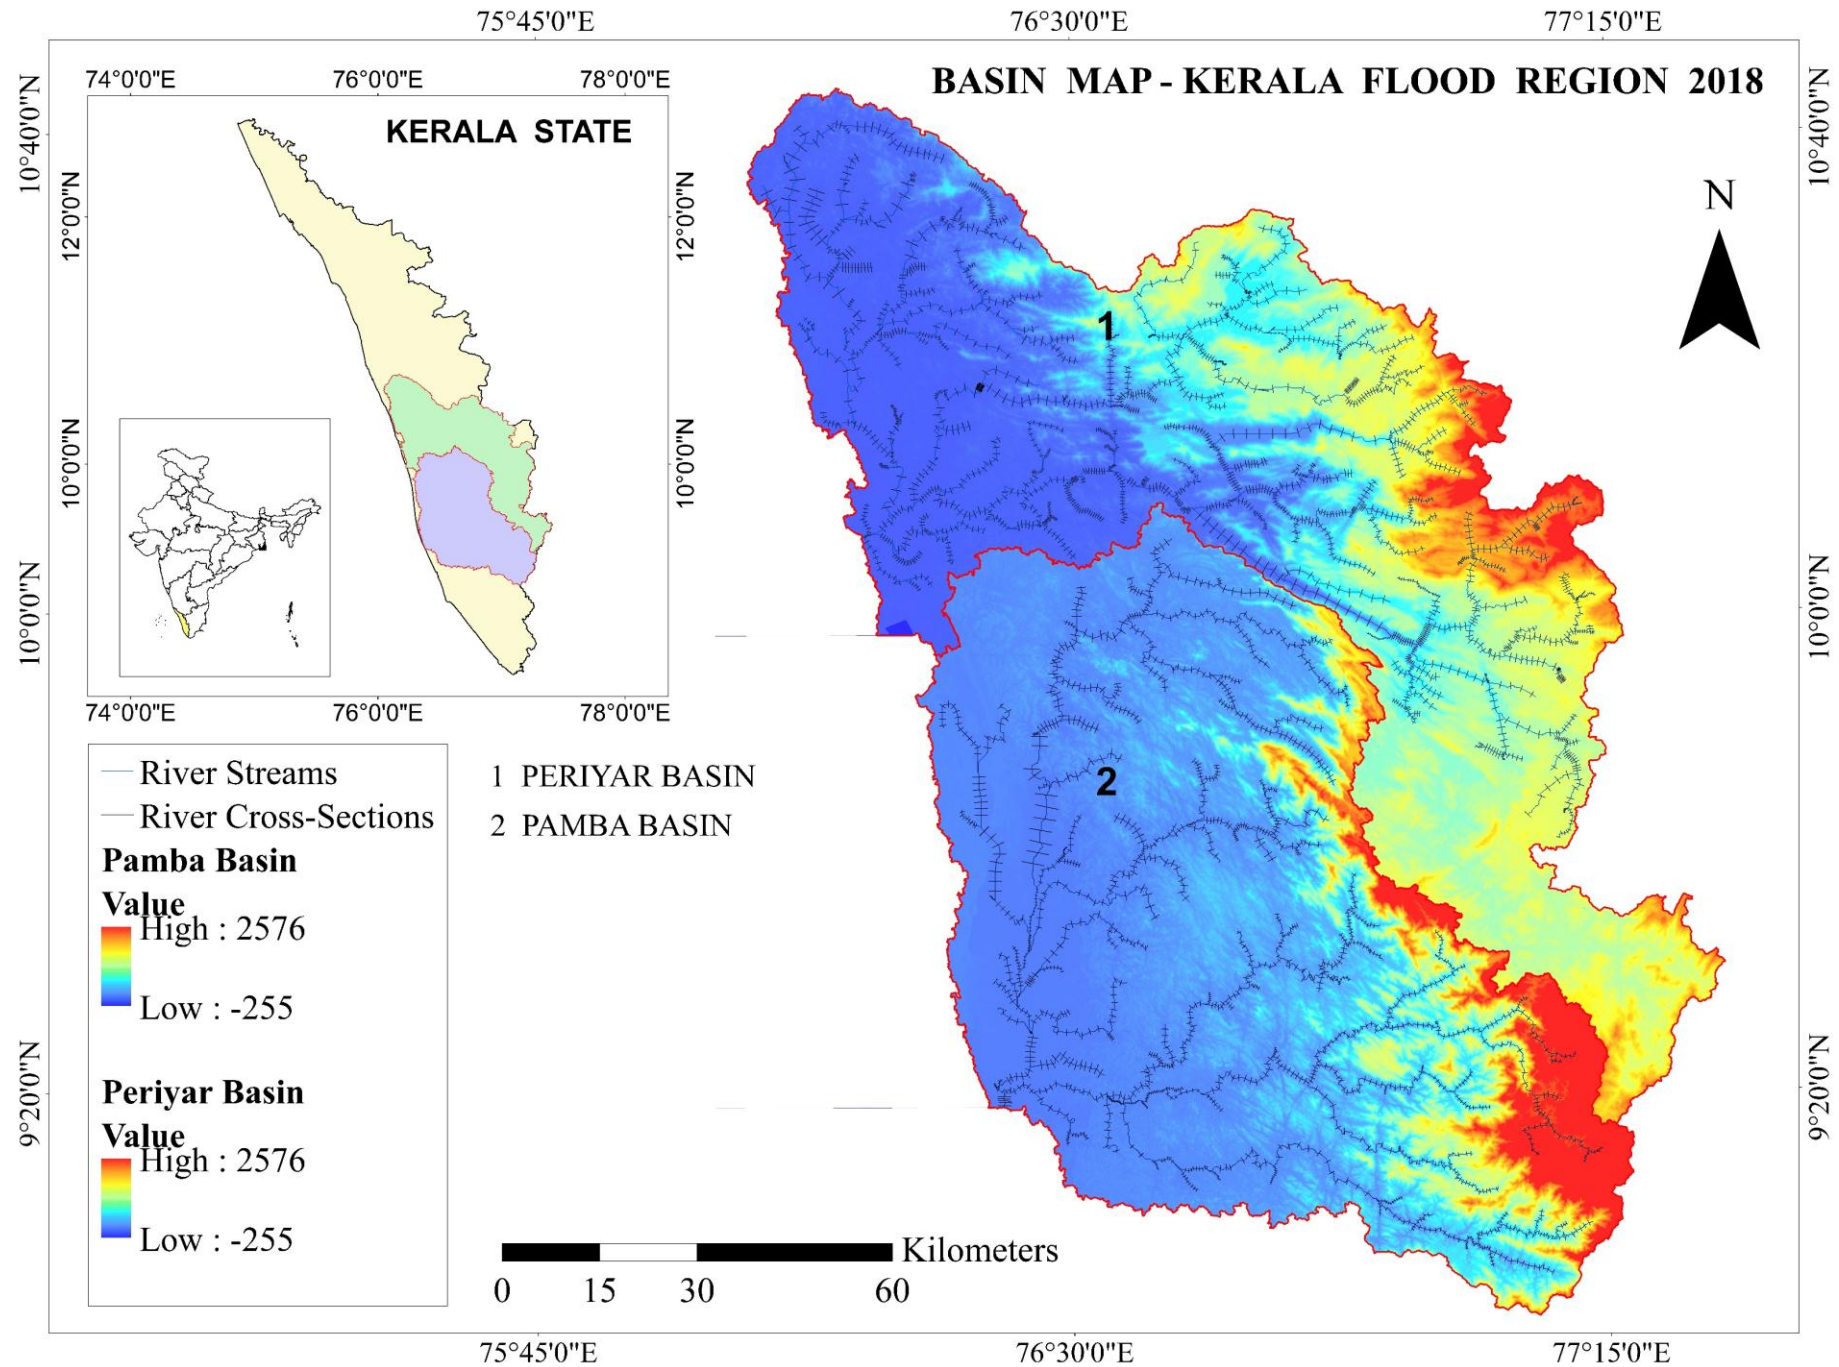 75°45'0"E 76°30'0"E 77°15'0"E
BASIN MAP - KERALA FLOOD REGION 2018
74°0'0"E 76°0'0"E 78°0'0"E
KERALA STATE
10°40'0"N
10°40'0"N
12°0'0"N
12°0'0"N
N
1
10°0'0"N
10°0'0"N
10°0'0"N
10°0'0"N
74°0'0"E 76°0'0"E 78°0'0"E
2
River Streams
River Cross-Sections
1 PERIYAR BASIN
2 PAMBA BASIN
Pamba Basin
Value
High : 2576
Low : -255
Periyar Basin
Value
High : 2576
Low : -255
9°20'0"N
9°20'0"N
Kilometers
0 15 30 60
75°45'0"E 76°30'0"E 77°15'0"E